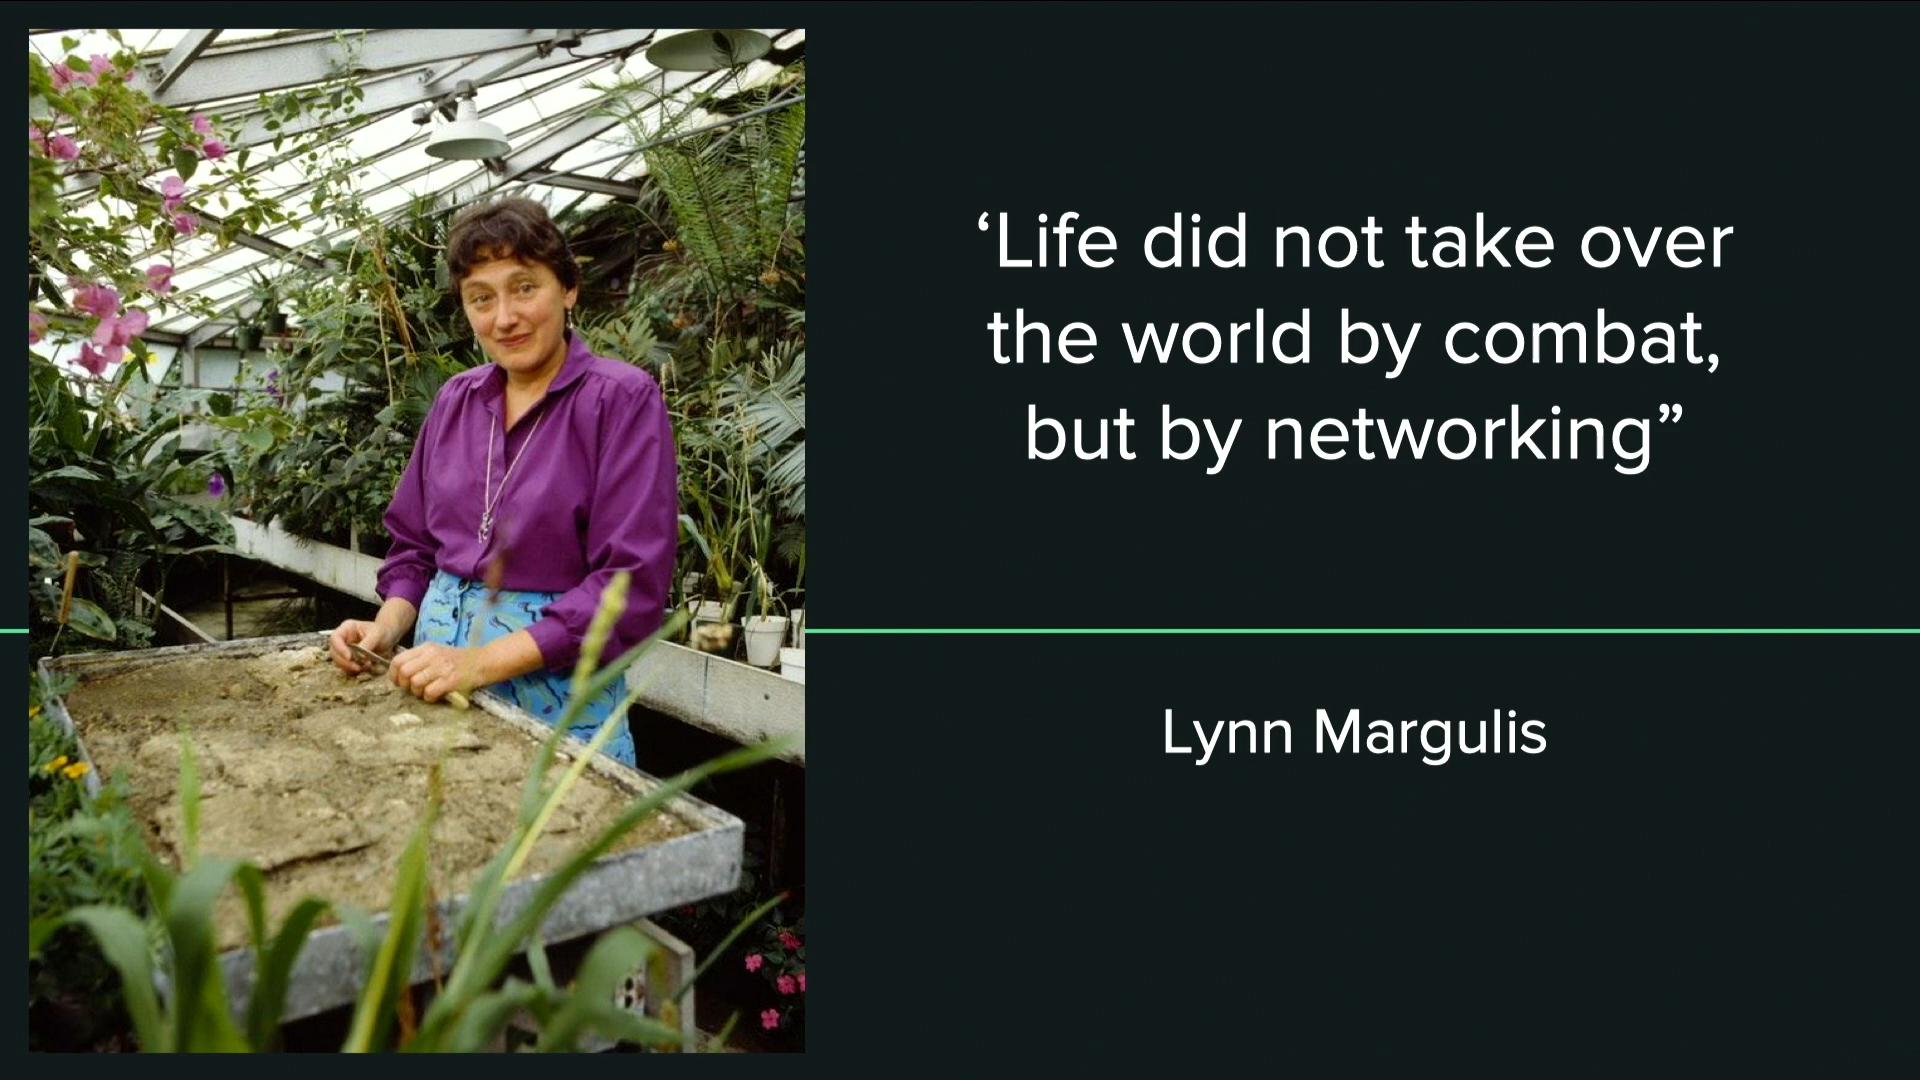 ‘Life did not take over
the world by combat,
but by networking”
Lynn Margulis